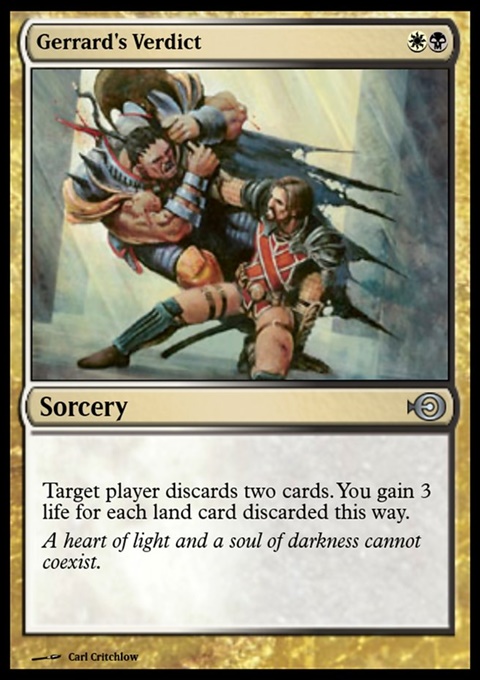 Gerrard's Verdict
Sorcery
Target player discards two cards. You gain 3
life for each land card discarded this way.
A heart of light and a soul of darkness cannot
coexist.
Carl Critchlow